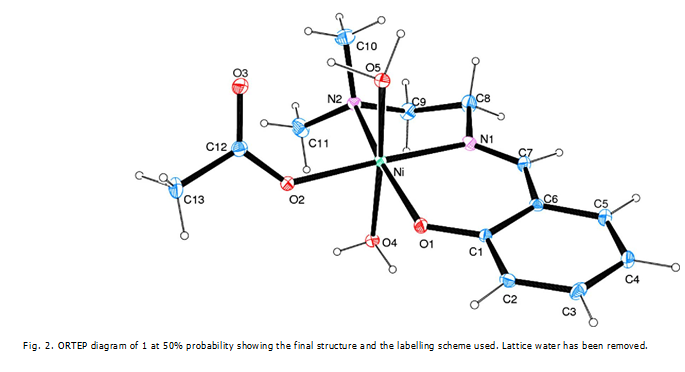 C10
O5
O3
N2
C9
C8
C11
C12
N1
C7
Ni
C13
O2
C6
C5
O4
O1
C1
C4
C2
C3
Fig. 2. ORTEP diagram of 1 at 50% probability showing the final structure and the labelling scheme used. Lattice water has been removed.